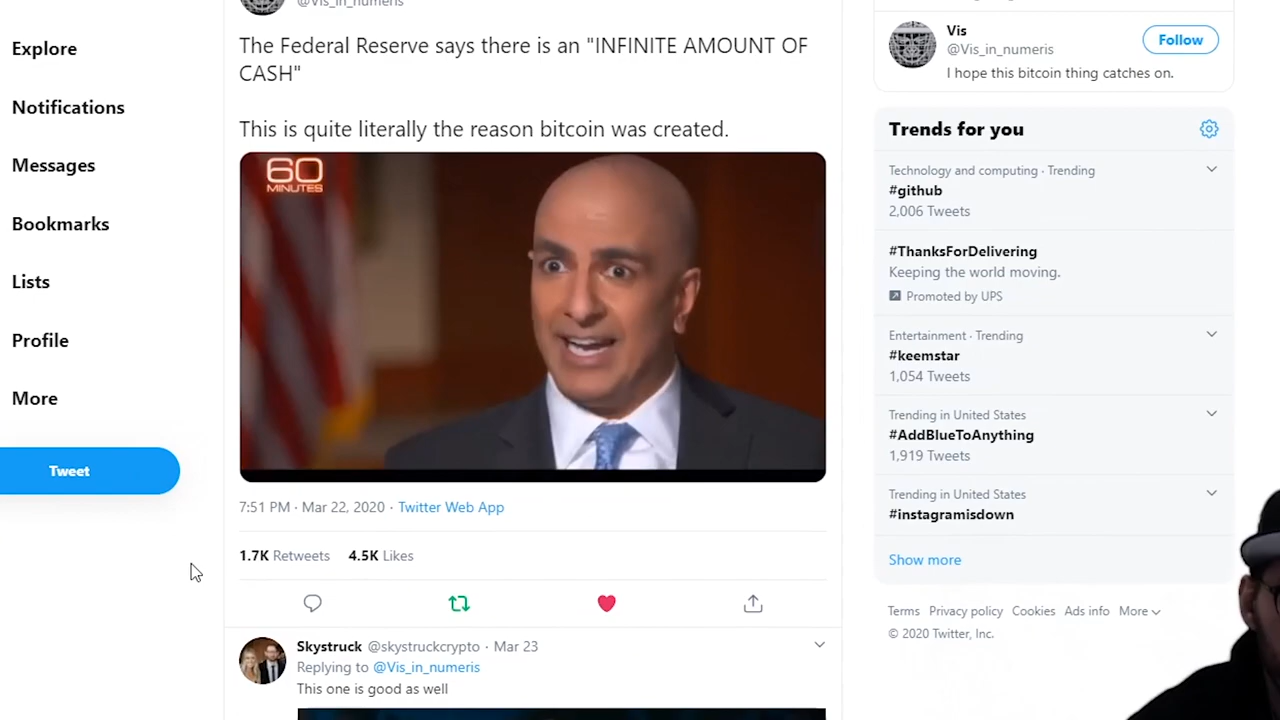 @Vis_in_numeris
The Federal Reserve says there is an "INFINITE AMOUNT OF
CASH"
This is quite literally the reason bitcoin was created.
60
MINUTES
7:51 PM · Mar 22, 2020 · Twitter Web App
1.7K Retweets 4.5K Likes
Skystruck @skystruckcrypto · Mar 23
Replying to @Vis_in_numeris
This one is good as well
Explore
Notifications
Messages
Bookmarks
Lists
Profile
More
Tweet
Vis
@Vis_in_numeris
Follow
I hope this bitcoin thing catches on.
Trends for you
Technology and computing · Trending
#github
2,006 Tweets
#ThanksForDelivering
Keeping the world moving.
Promoted by UPS
Entertainment · Trending
#keemstar
1,054 Tweets
Trending in United States
#AddBlueToAnything
1,919 Tweets
Trending in United States
#instagramisdown
Show more
Terms Privacy policy Cookies Ads info More
© 2020 Twitter, Inc.